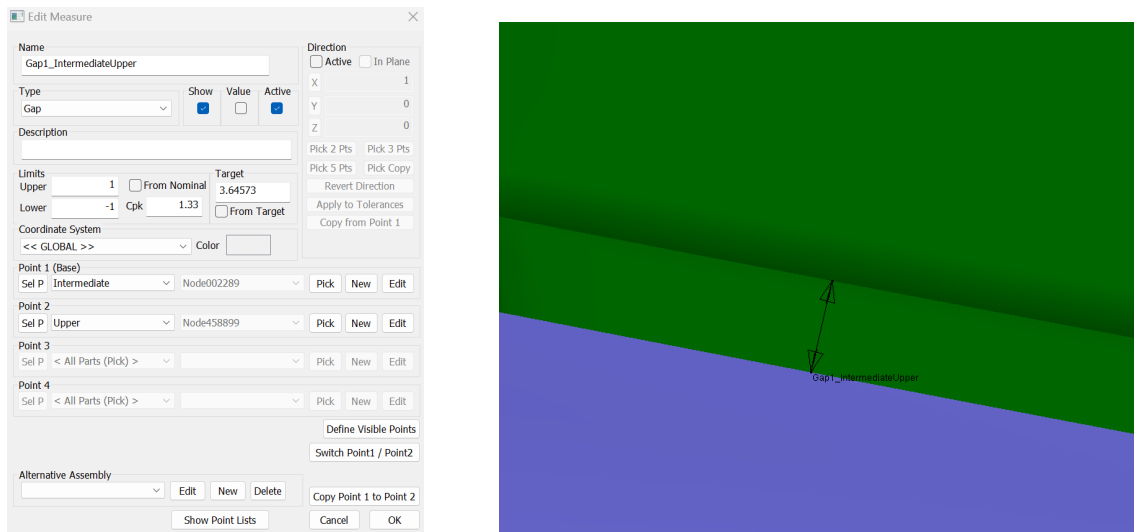 Edit Measure
Name
Gap1_IntermediateUpper
Type
Gap
Show Value Active
Description
Limits
Upper 1 From Nominal
Lower -1 Cpk 1.33
Target
3.64573
From Target
Coordinate System
<< GLOBAL >> Color
Point 1 (Base)
Sel P Intermediate Node002289 Pick New Edit
Point 2
Sel P Upper Node458899 Pick New Edit
Point 3
Sel P < All Parts (Pick) > Pick New Edit
Point 4
Sel P < All Parts (Pick) > Pick New Edit
Define Visible Points
Switch Point1 / Point2
Alternative Assembly
Edit New Delete
Copy Point 1 to Point 2
Show Point Lists Cancel OK
Direction
Active In Plane
X 1
Y 0
Z 0
Pick 2 Pts Pick 3 Pts
Pick 5 Pts Pick Copy
Revert Direction
Apply to Tolerances
Copy from Point 1
Gap1_IntermediateUpper